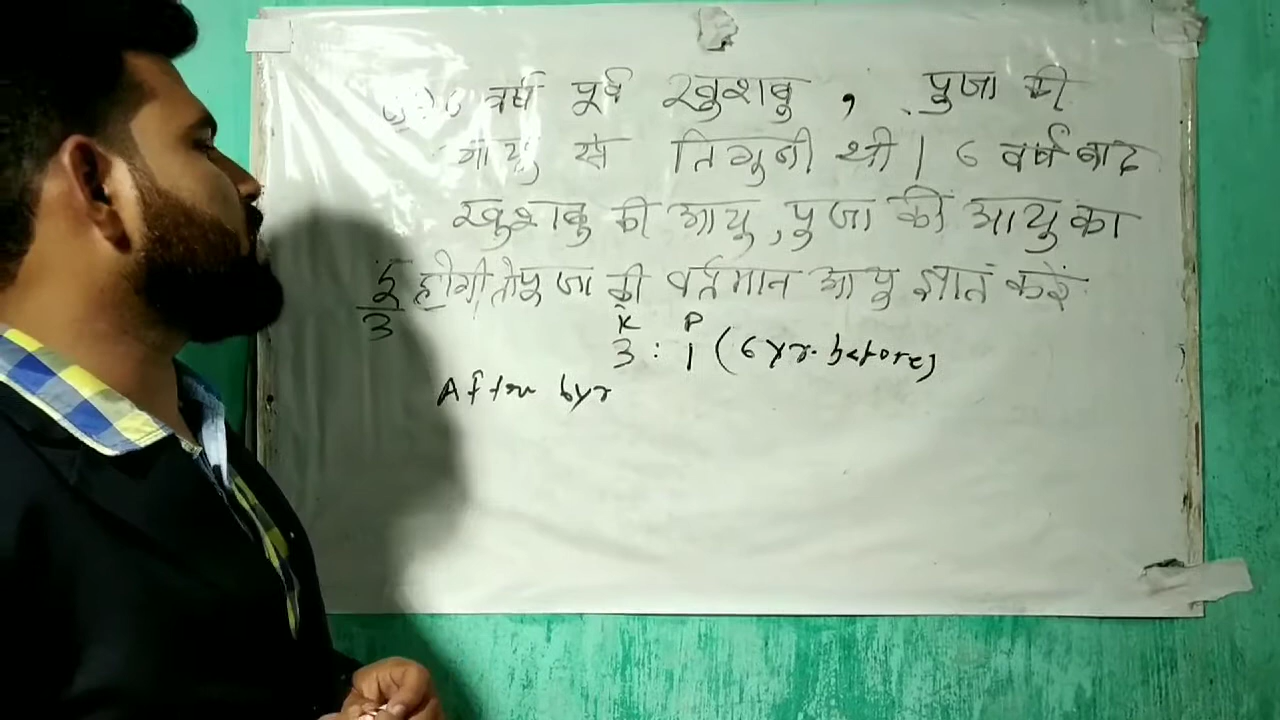 6 वर्ष पूर्व खुशबु , पुजा की
आयु से तिगुनी थी । 6 वर्ष बाद
खुशबु की आयु , पुजा की आयु का
5/3 होगी तो पुजा की वर्तमान आयु ज्ञात करें
K P
3 : 1 (6 yr. before)
After 6yr